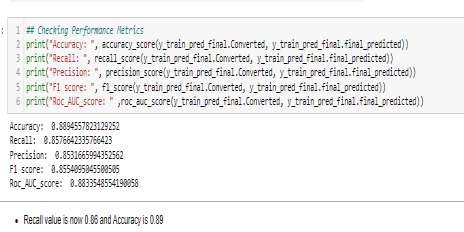 1 ## Checking Performance Metrics
2 print("Accuracy: ", accuracy_score(y_train_pred_final.Converted, y_train_pred_final.final_predicted))
3 print("Recall: ", recall_score(y_train_pred_final.Converted, y_train_pred_final.final_predicted))
4 print("Precision: ", precision_score(y_train_pred_final.Converted, y_train_pred_final.final_predicted))
5 print("F1 score: ", f1_score(y_train_pred_final.Converted, y_train_pred_final.final_predicted))
6 print("Roc_AUC_score: " ,roc_auc_score(y_train_pred_final.Converted, y_train_pred_final.final_predicted))
Accuracy: 0.8894557823129252
Recall: 0.8576642335766423
Precision: 0.8531665994352562
F1 score: 0.8554095045500505
Roc_AUC_score: 0.8833548554190058
• Recall value is now 0.86 and Accuracy is 0.89